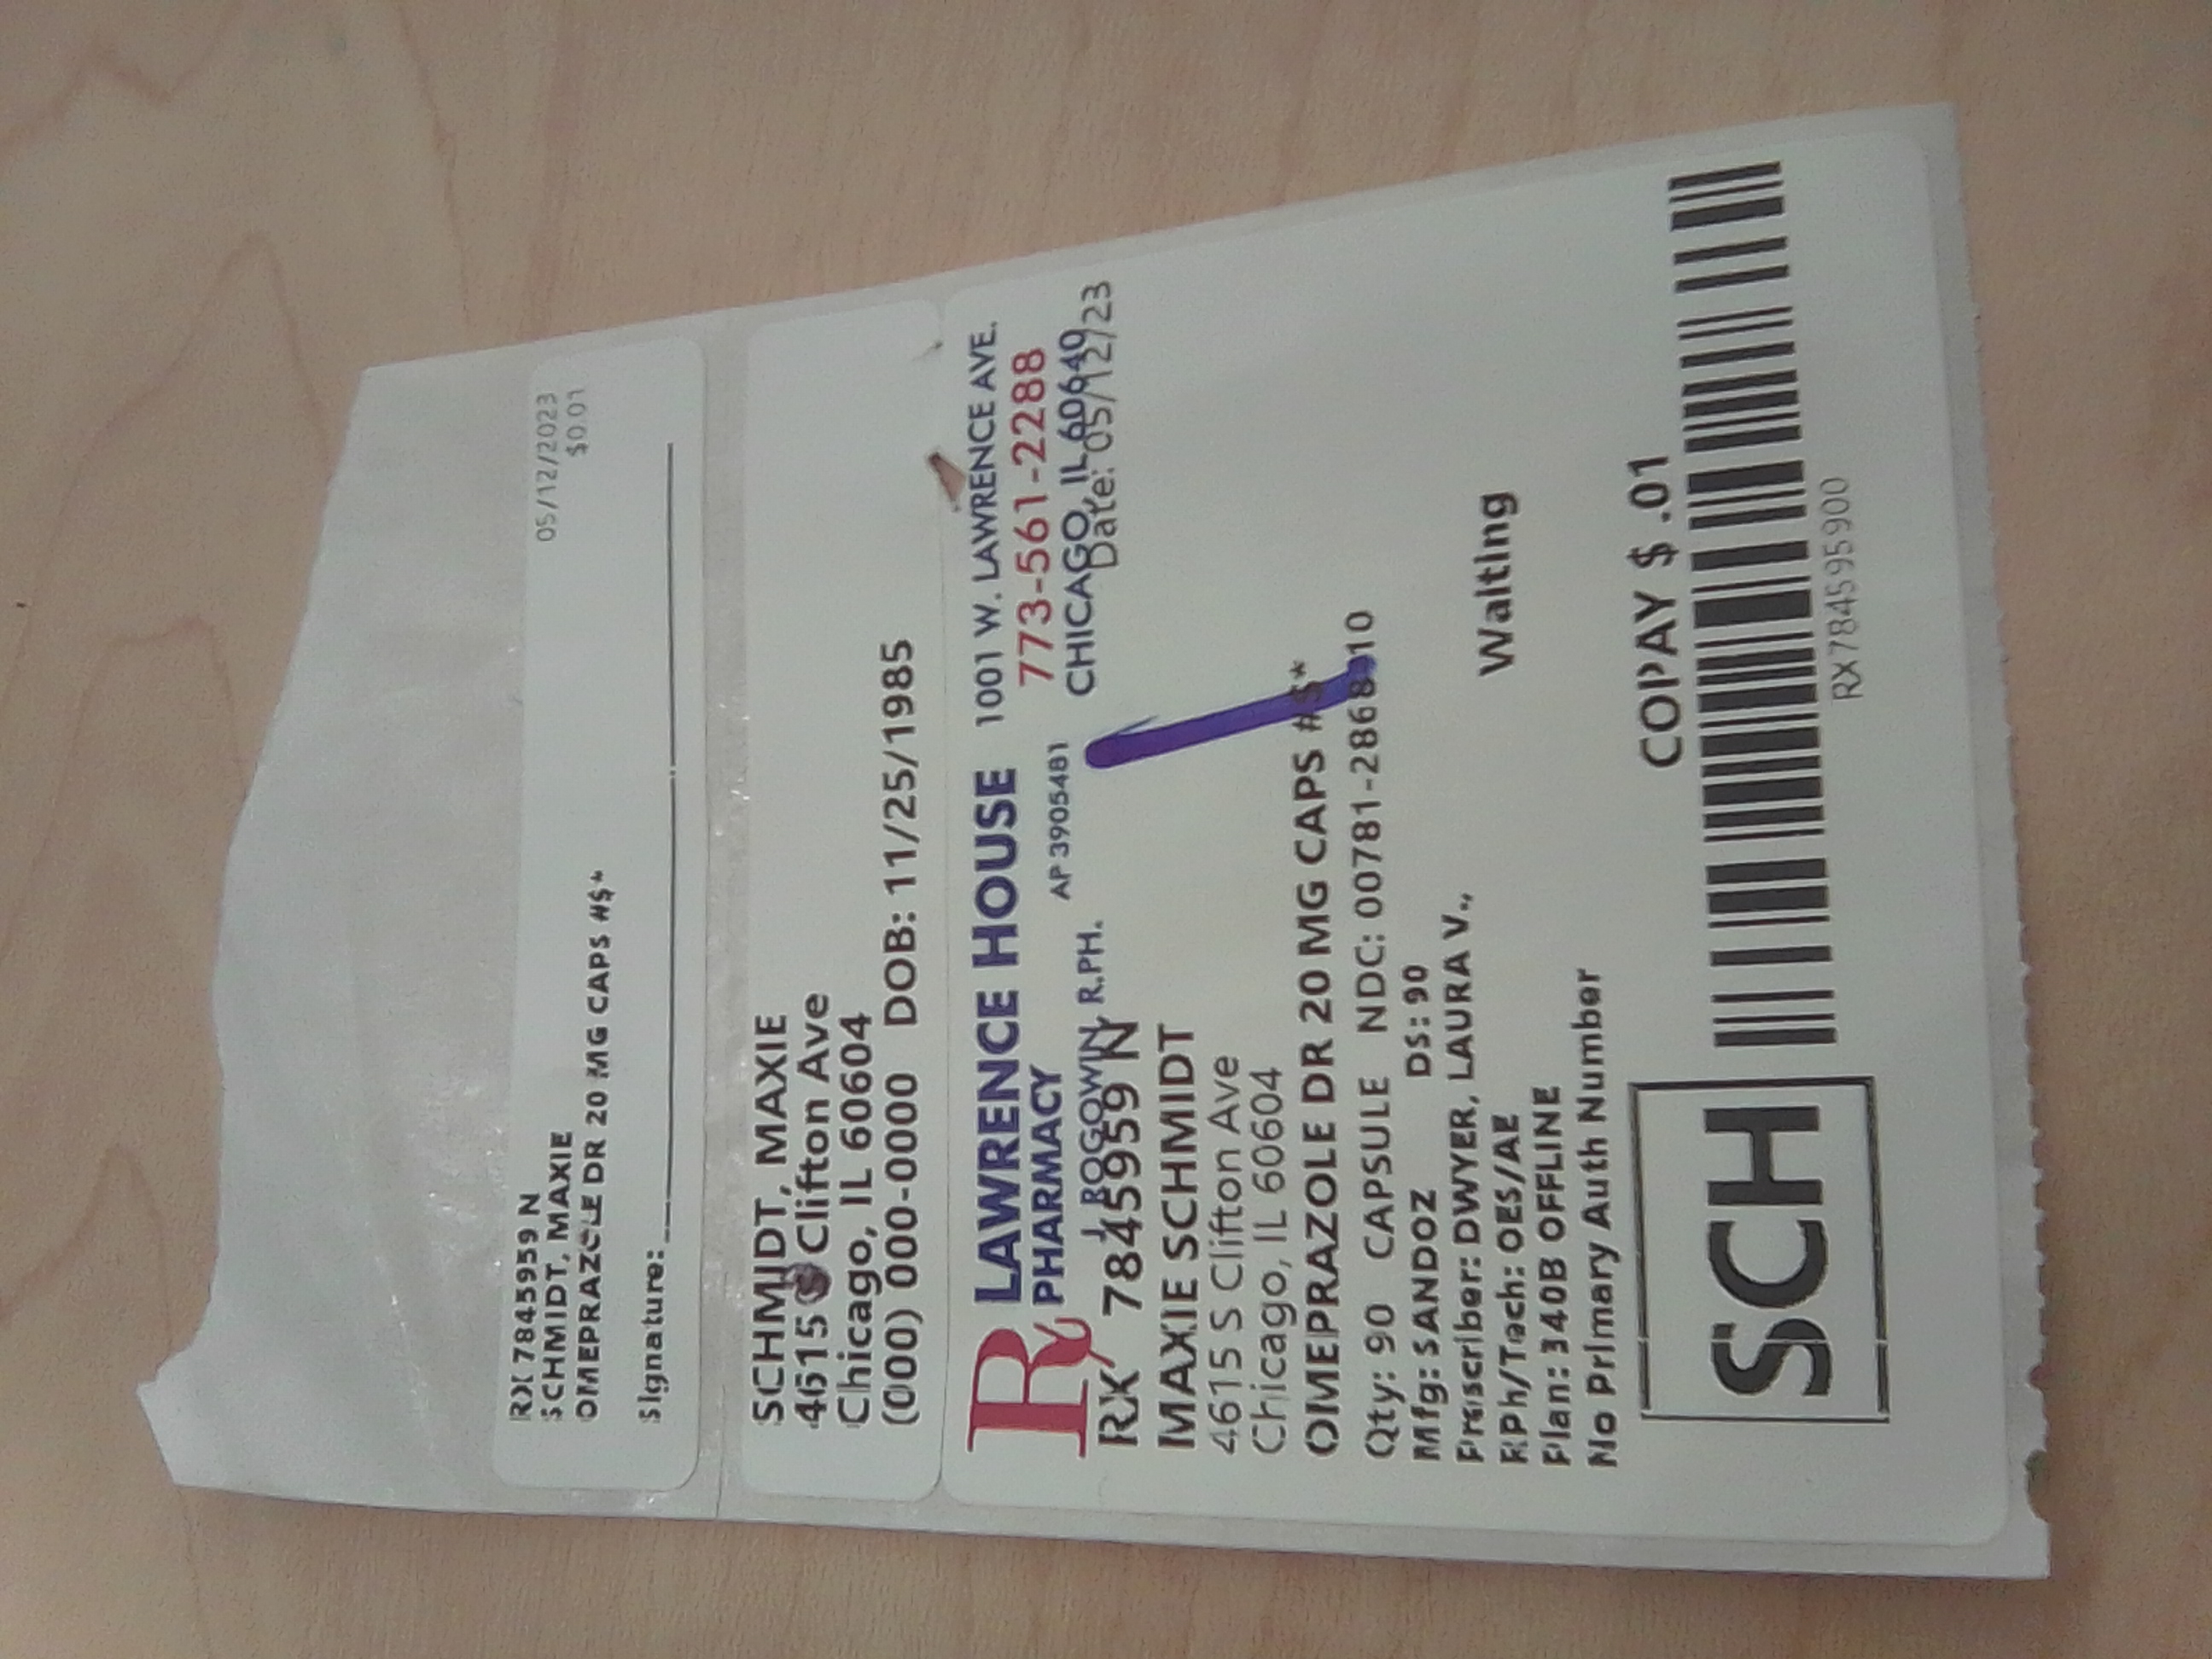 RX 7845959 N
05/12/2023
SCHMIDT, MAXIE
$0.01
OMEPRAZOLE DR 20 MG CAPS #$*
Signature:
SCHMIDT, MAXIE
4615 S Clifton Ave
Chicago, IL 60604
(000) 000-0000 DOB: 11/25/1985
Rx LAWRENCE HOUSE 1001 W. LAWRENCE AVE.
PHARMACY 773-561-2288
AP 3905481 CHICAGO, IL 60640
J. ROGOWIN, R.PH.
Date: 05/12/23
RX 7845959 N
MAXIE SCHMIDT
4615 S Clifton Ave
Chicago, IL 60604
OMEPRAZOLE DR 20 MG CAPS #$*
Qty: 90 CAPSULE NDC: 00781-2868-10
Mfg: SANDOZ DS: 90
Prescriber: DWYER, LAURA V.,
RPh/Tech: OES/AE
Waiting
Plan: 340B OFFLINE
No Primary Auth Number
COPAY $ .01
SCH
RX784595900